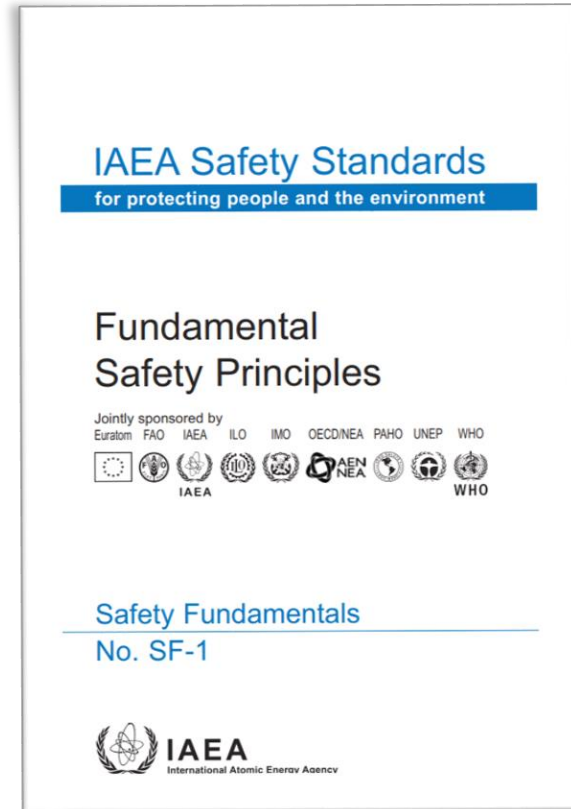 IAEA Safety Standards
for protecting people and the environment
Fundamental
Safety Principles
Jointly sponsored by
Euratom FAO IAEA ILO IMO OECD/NEA PAHO UNEP WHO
ILO AEN
NEA
IAEA WHO
Safety Fundamentals
No. SF-1
IAEA
International Atomic Energy Agency